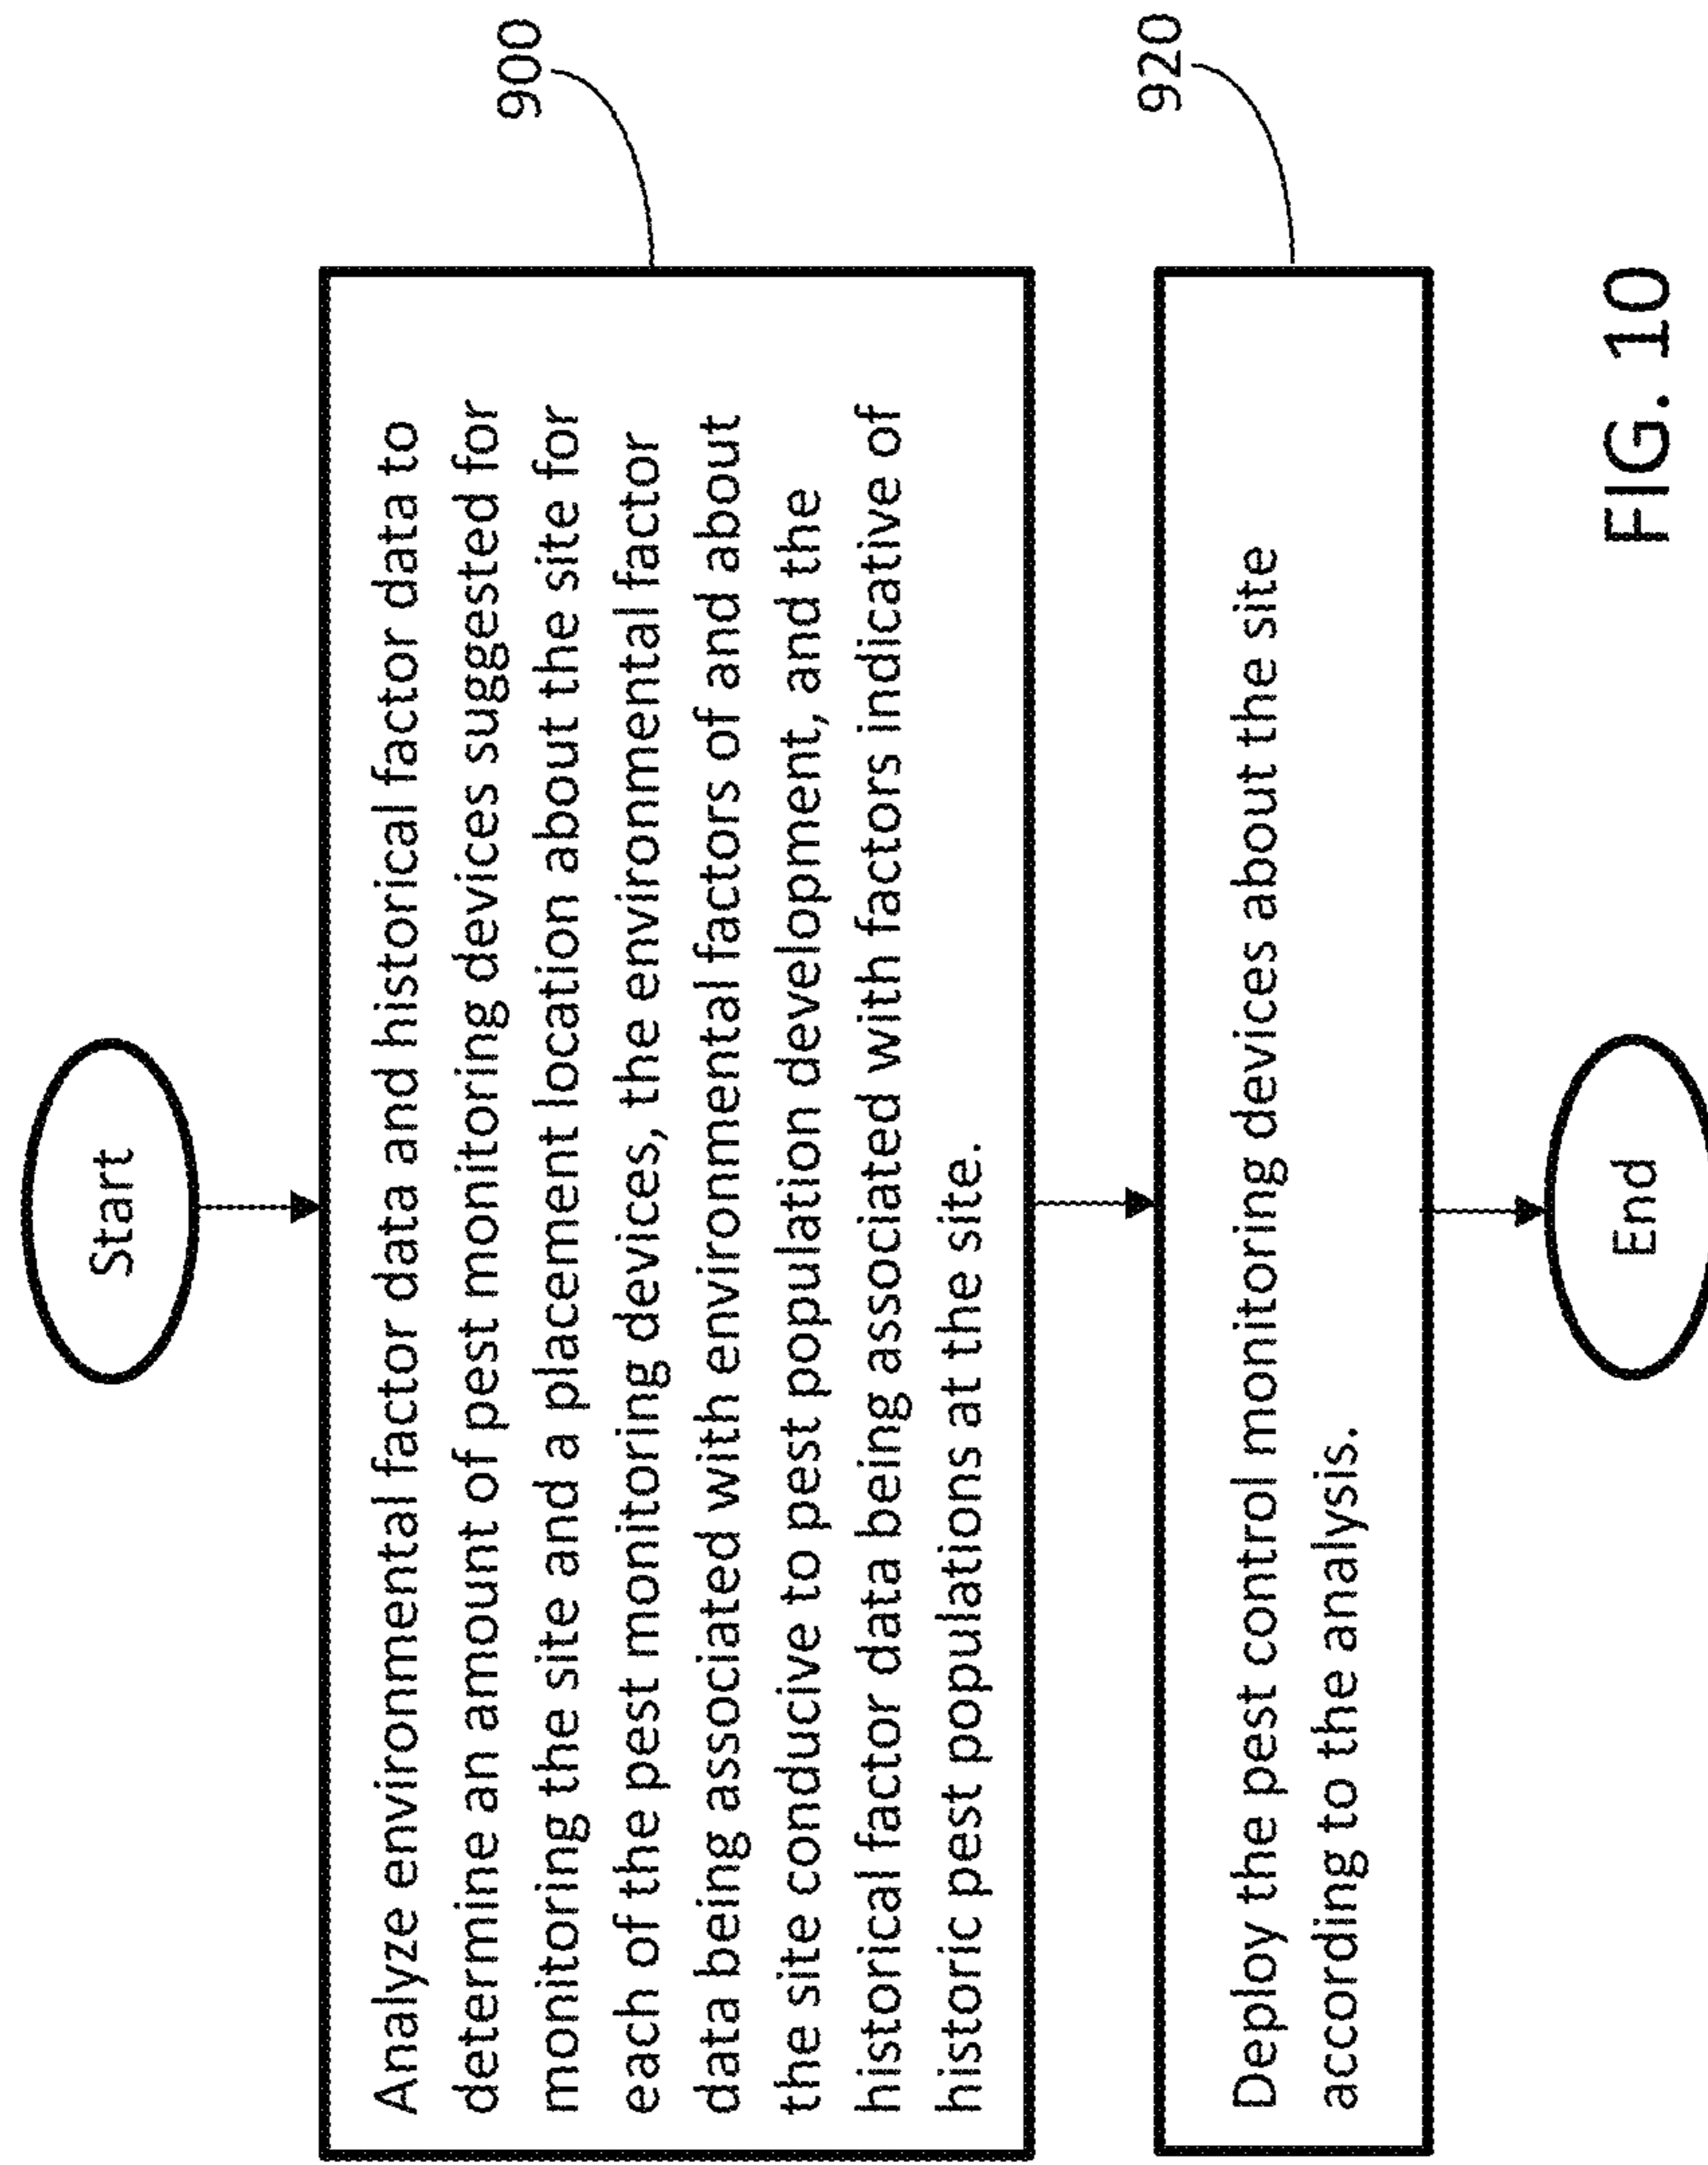 Start
900
Analyze environmental factor data and historical factor data to
determine an amount of pest monitoring devices suggested for
monitoring the site and a placement location about the site for
each of the pest monitoring devices, the environmental factor
data being associated with environmental factors of and about
the site conducive to pest population development, and the
historical factor data being associated with factors indicative of
historic pest populations at the site.
920
Deploy the pest control monitoring devices about the site
according to the analysis.
End
FIG. 10